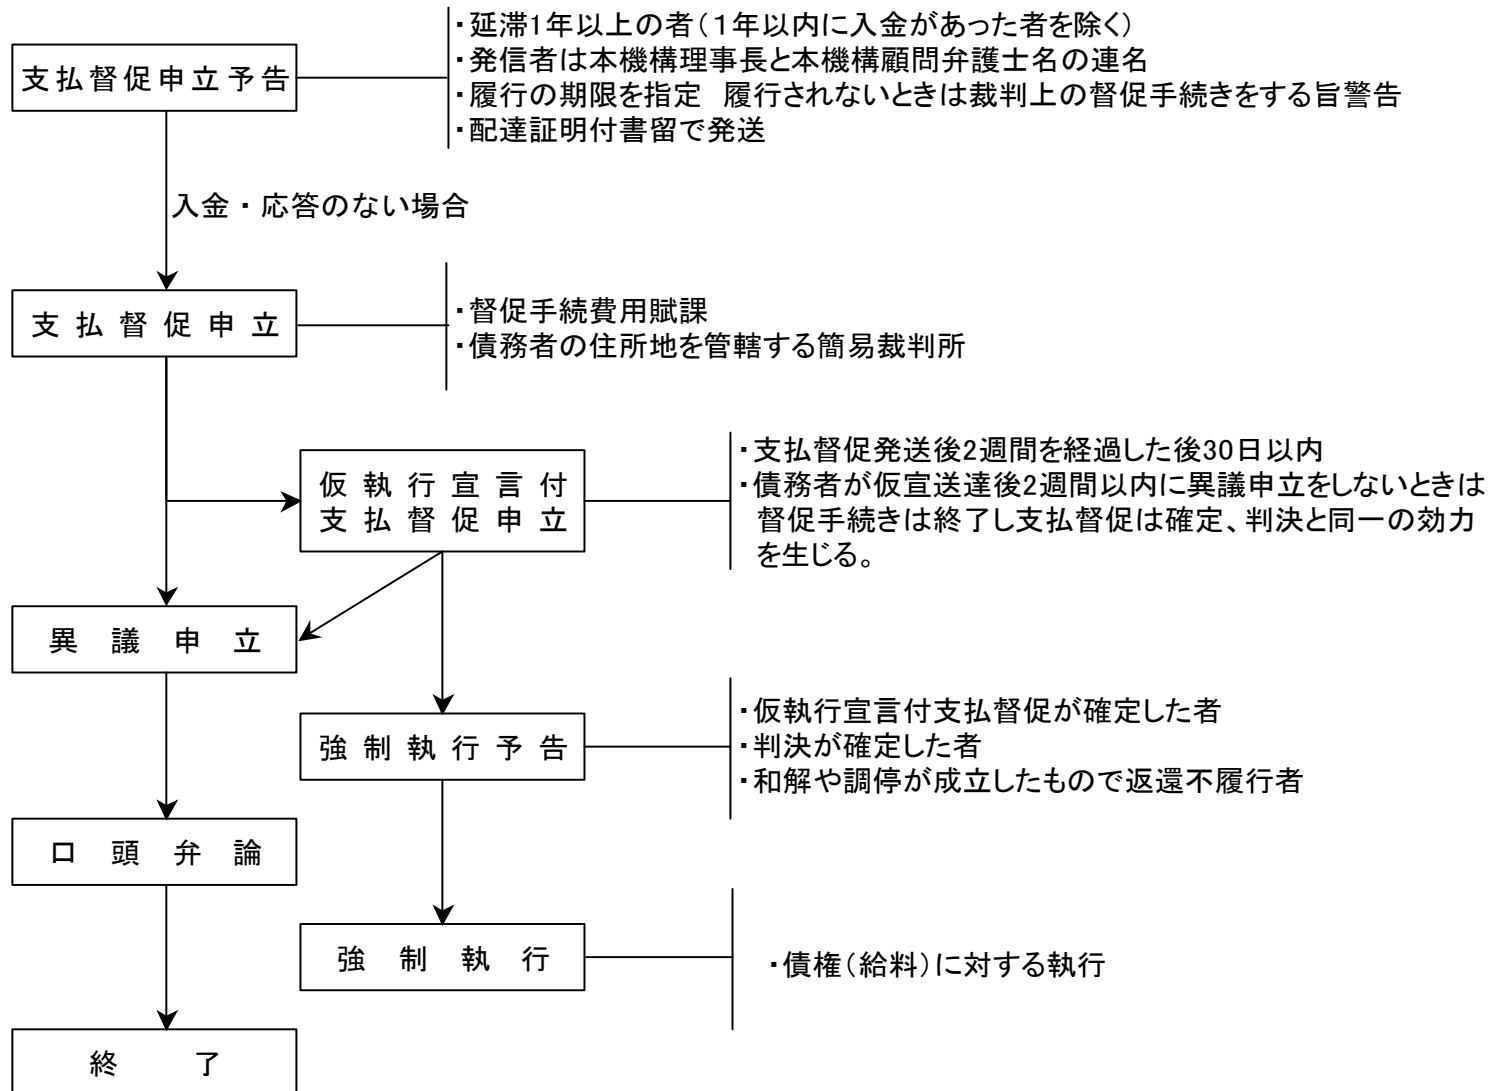 支払督促申立予告
・延滞1年以上の者（１年以内に入金があった者を除く）
・発信者は本機構理事長と本機構顧問弁護士名の連名
・履行の期限を指定　履行されないときは裁判上の督促手続きをする旨警告
・配達証明付書留で発送
入金・応答のない場合
支払督促申立
・督促手続費用賦課
・債務者の住所地を管轄する簡易裁判所
仮執行宣言付
支払督促申立
・支払督促発送後2週間を経過した後30日以内
・債務者が仮宣送達後2週間以内に異議申立をしないときは
督促手続きは終了し支払督促は確定、判決と同一の効力
を生じる。
異議申立
強制執行予告
・仮執行宣言付支払督促が確定した者
・判決が確定した者
・和解や調停が成立したもので返還不履行者
口頭弁論
強制執行
・債権（給料）に対する執行
終了